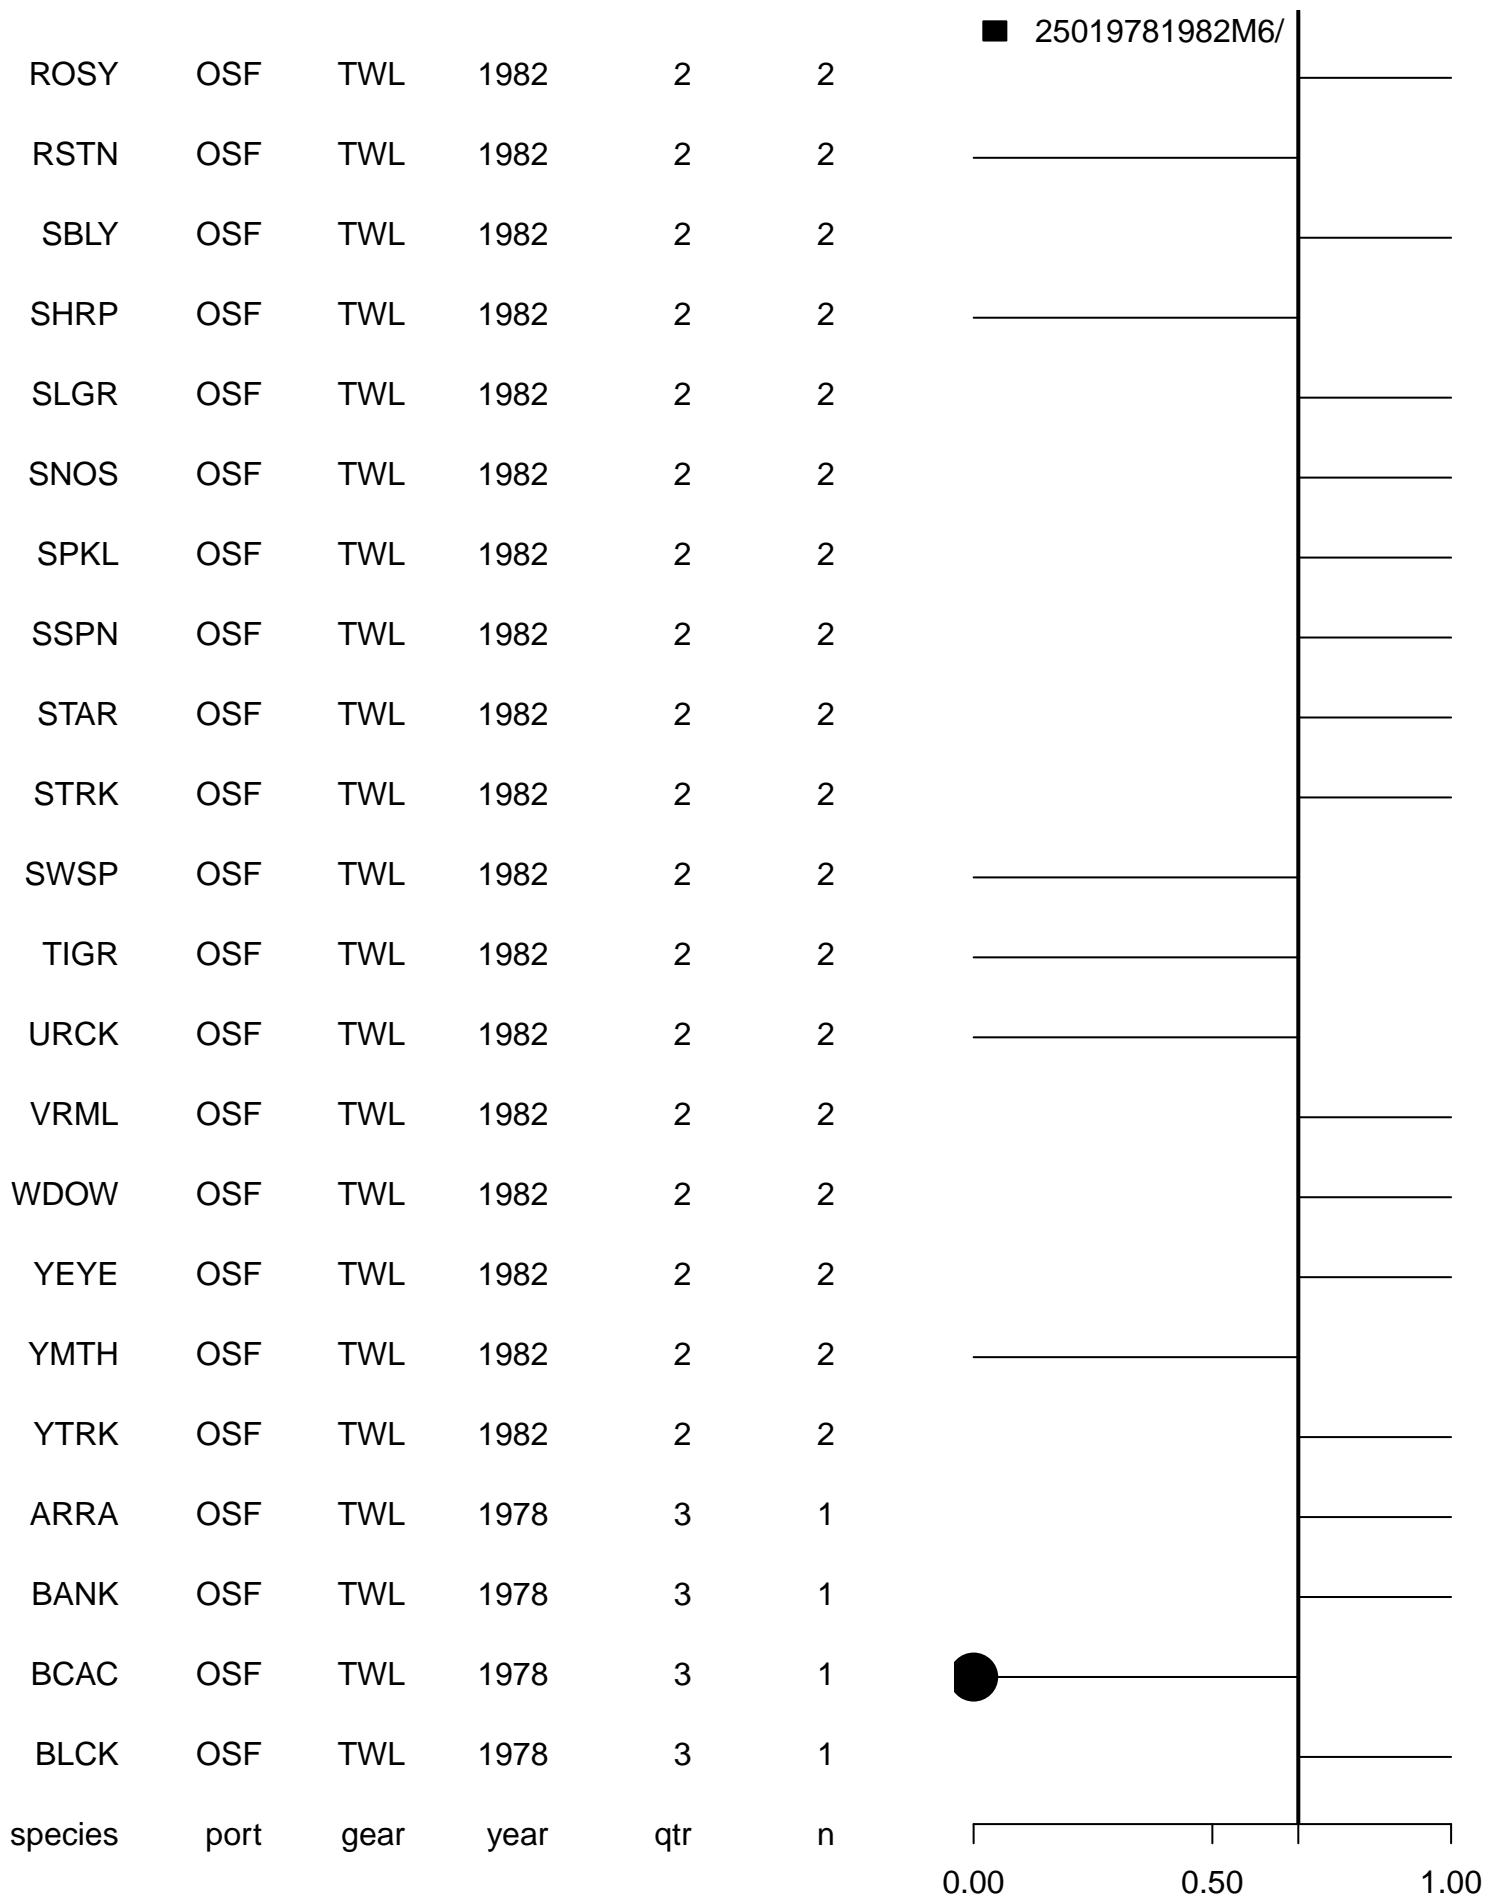 25019781982M6/
ROSY OSF TWL 1982 2 2
RSTN OSF TWL 1982 2 2
SBLY OSF TWL 1982 2 2
SHRP OSF TWL 1982 2 2
SLGR OSF TWL 1982 2 2
SNOS OSF TWL 1982 2 2
SPKL OSF TWL 1982 2 2
SSPN OSF TWL 1982 2 2
STAR OSF TWL 1982 2 2
STRK OSF TWL 1982 2 2
SWSP OSF TWL 1982 2 2
TIGR OSF TWL 1982 2 2
URCK OSF TWL 1982 2 2
VRML OSF TWL 1982 2 2
WDOW OSF TWL 1982 2 2
YEYE OSF TWL 1982 2 2
YMTH OSF TWL 1982 2 2
YTRK OSF TWL 1982 2 2
ARRA OSF TWL 1978 3 1
BANK OSF TWL 1978 3 1
BCAC OSF TWL 1978 3 1
BLCK OSF TWL 1978 3 1
species port gear year qtr n
0.00 0.50 1.00